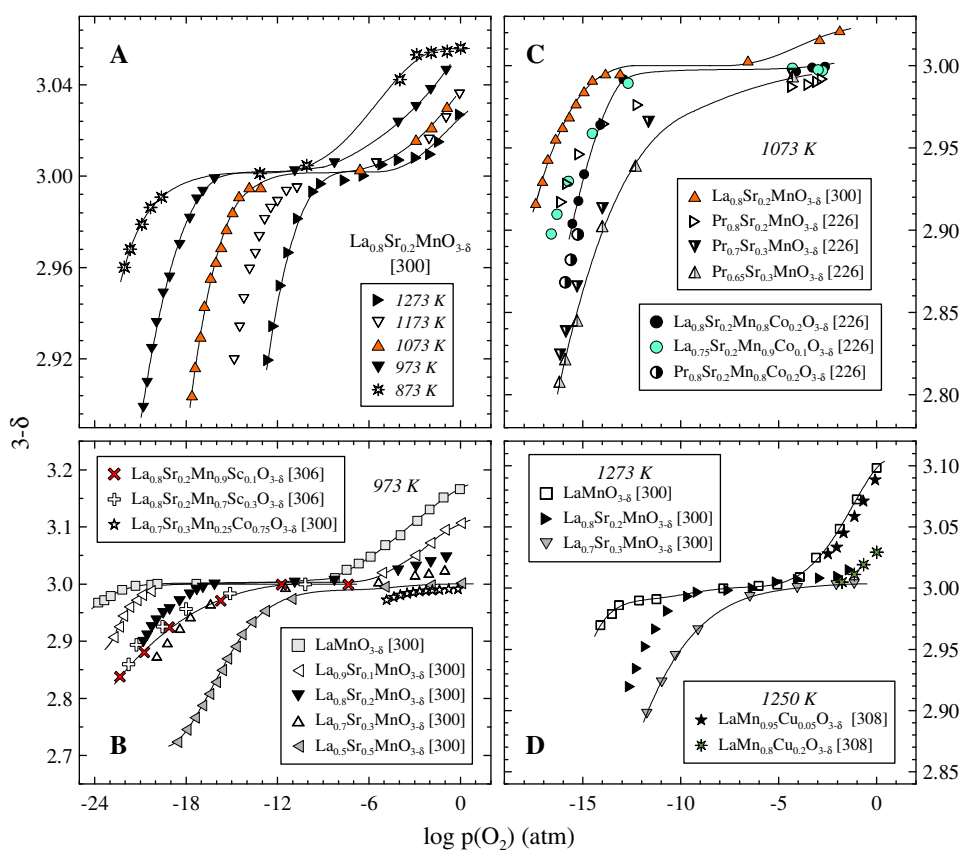 A
3.04
3.00
2.96
2.92
La0.8Sr0.2MnO3-δ
[300]
1273 K
1173 K
1073 K
973 K
873 K
C
3.00
2.95
2.90
2.85
2.80
1073 K
La0.8Sr0.2MnO3-δ [300]
Pr0.8Sr0.2MnO3-δ [226]
Pr0.7Sr0.3MnO3-δ [226]
Pr0.65Sr0.3MnO3-δ [226]
La0.8Sr0.2Mn0.8Co0.2O3-δ [226]
La0.75Sr0.2Mn0.9Co0.1O3-δ [226]
Pr0.8Sr0.2Mn0.8Co0.2O3-δ [226]
3-δ
La0.8Sr0.2Mn0.9Sc0.1O3-δ [306]
La0.8Sr0.2Mn0.7Sc0.3O3-δ [306]
La0.7Sr0.3Mn0.25Co0.75O3-δ [300]
973 K
3.2
3.1
3.0
2.9
2.8
2.7
LaMnO3-δ [300]
La0.9Sr0.1MnO3-δ [300]
La0.8Sr0.2MnO3-δ [300]
La0.7Sr0.3MnO3-δ [300]
La0.5Sr0.5MnO3-δ [300]
B
-24 -18 -12 -6 0
1273 K
LaMnO3-δ [300]
La0.8Sr0.2MnO3-δ [300]
La0.7Sr0.3MnO3-δ [300]
3.10
3.05
3.00
2.95
2.90
2.85
1250 K
LaMn0.95Cu0.05O3-δ [308]
LaMn0.8Cu0.2O3-δ [308]
D
-15 -10 -5 0
log p(O2) (atm)